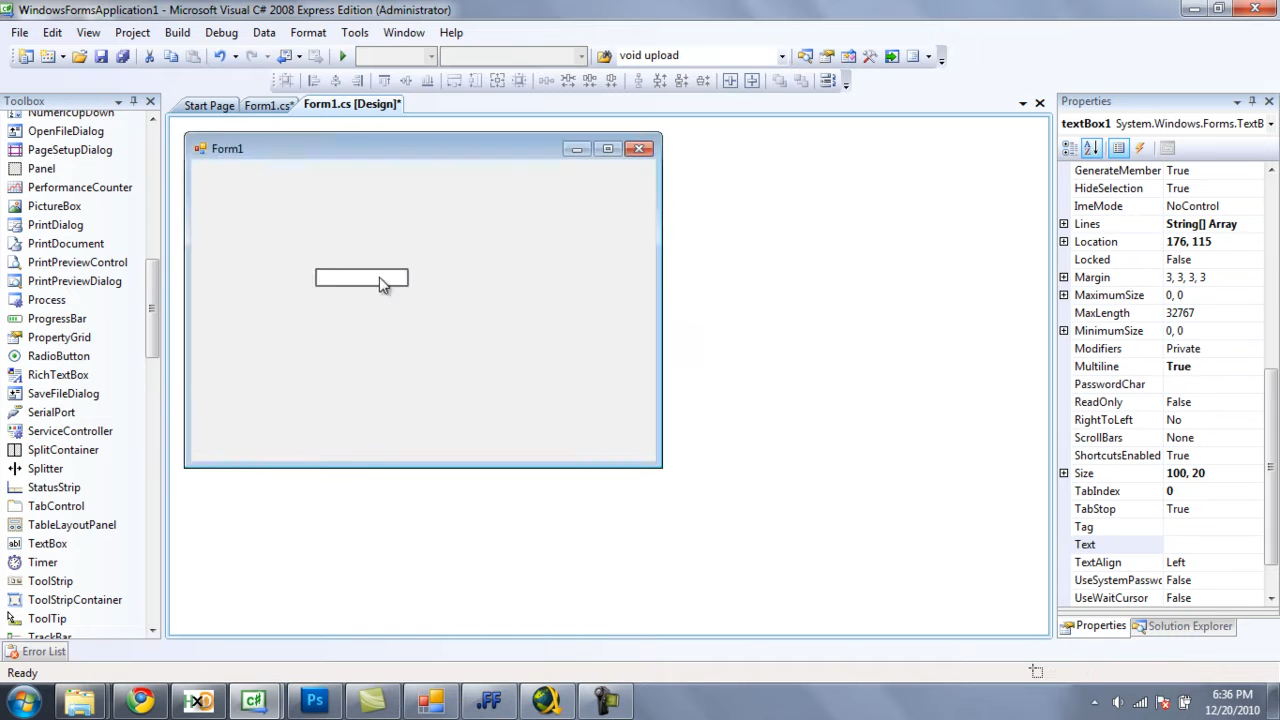 WindowsFormsApplication1 - Microsoft Visual C# 2008 Express Edition (Administrator)
File Edit View Project Build Debug Data Format Tools Window Help
void upload
Toolbox
Start Page Form1.cs* Form1.cs [Design]*
Properties
NumericUpDown
OpenFileDialog
PageSetupDialog
Panel
PerformanceCounter
PictureBox
PrintDialog
PrintDocument
PrintPreviewControl
PrintPreviewDialog
Process
ProgressBar
PropertyGrid
RadioButton
RichTextBox
SaveFileDialog
SerialPort
ServiceController
SplitContainer
Splitter
StatusStrip
TabControl
TableLayoutPanel
TextBox
Timer
ToolStrip
ToolStripContainer
ToolTip
TrackBar
Form1
textBox1 System.Windows.Forms.TextB
GenerateMember True
HideSelection True
ImeMode NoControl
Lines String[] Array
Location 176, 115
Locked False
Margin 3, 3, 3, 3
MaximumSize 0, 0
MaxLength 32767
MinimumSize 0, 0
Modifiers Private
Multiline True
PasswordChar
ReadOnly False
RightToLeft No
ScrollBars None
ShortcutsEnabled True
Size 100, 20
TabIndex 0
TabStop True
Tag
Text
TextAlign Left
UseSystemPasswo False
UseWaitCursor False
Properties Solution Explorer
Error List
Ready
C#
Ps
.FF
6:36 PM
12/20/2010